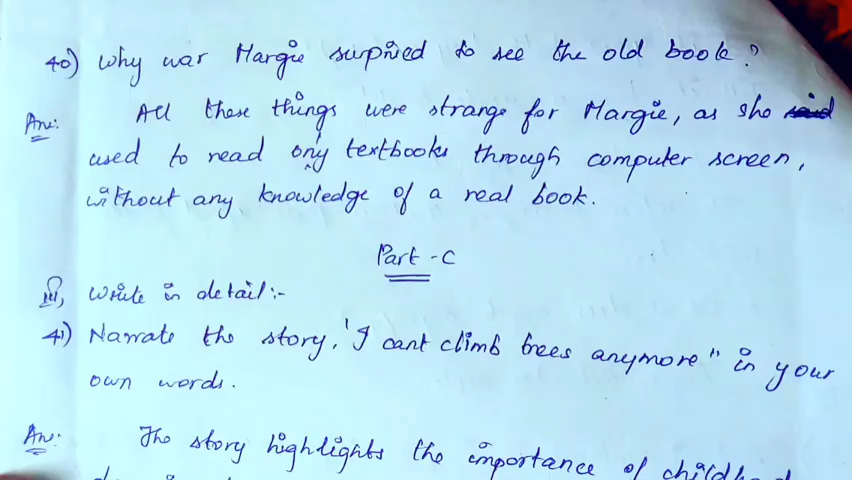 40) Why war Margie surprised to see the old book?
Ans: All these things were strange for Margie, as she said
used to read only textbooks through computer screen,
without any knowledge of a real book.
Part - C
III, Write in detail:-
41) Narrate the story, 'I cant climb trees anymore" in your
own words.
Ans: The story highlights the importance of childhood